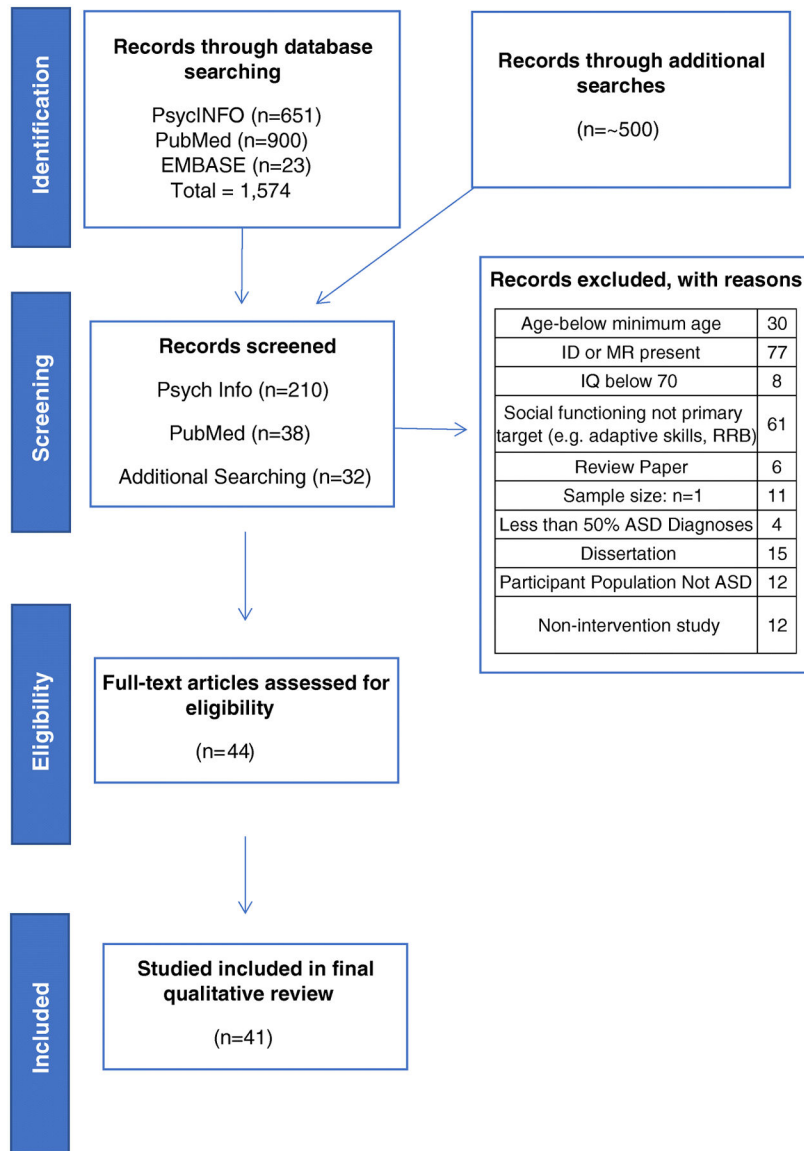 Identification
Records through database
searching
PsycINFO (n=651)
PubMed (n=900)
EMBASE (n=23)
Total = 1,574
Records through additional
searches
(n=~500)
Screening
Records screened
Psych Info (n=210)
PubMed (n=38)
Additional Searching (n=32)
Records excluded, with reasons
Age-below minimum age 30
ID or MR present 77
IQ below 70 8
Social functioning not primary
target (e.g. adaptive skills, RRB) 61
Review Paper 6
Sample size: n=1 11
Less than 50% ASD Diagnoses 4
Dissertation 15
Participant Population Not ASD 12
Non-intervention study 12
Eligibility
Full-text articles assessed for
eligibility
(n=44)
Included
Studied included in final
qualitative review
(n=41)